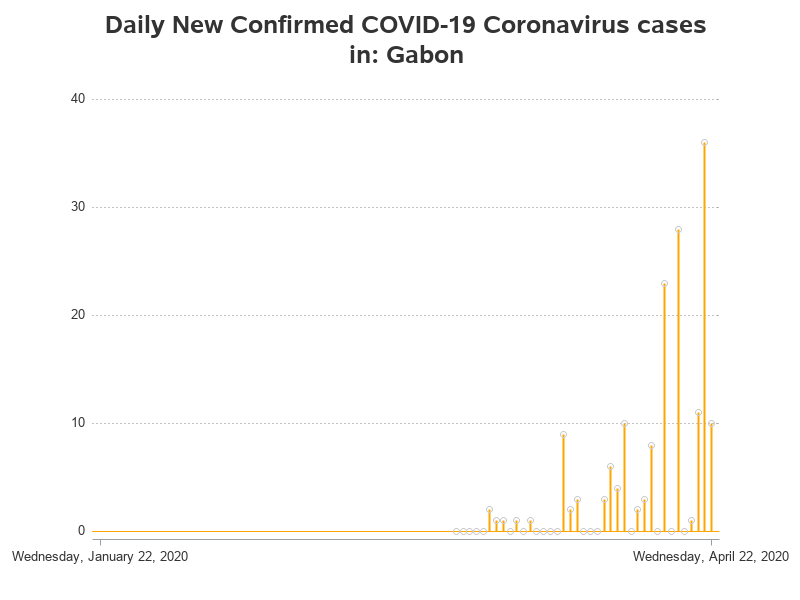 Daily New Confirmed COVID-19 Coronavirus cases
in: Gabon
40
30
20
10
0
Wednesday, January 22, 2020 Wednesday, April 22, 2020